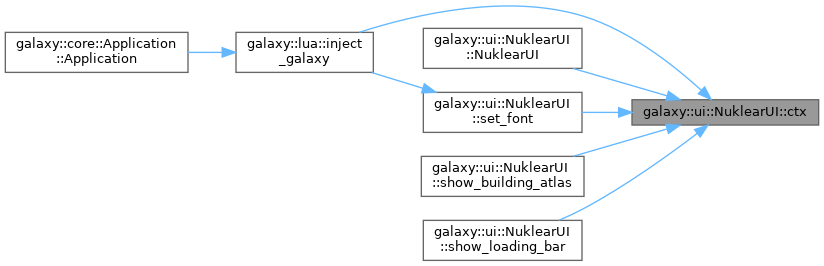 galaxy::core::Application
::Application
galaxy::lua::inject
_galaxy
galaxy::ui::NuklearUI
::NuklearUI
galaxy::ui::NuklearUI
::set_font
galaxy::ui::NuklearUI
::show_building_atlas
galaxy::ui::NuklearUI
::show_loading_bar
galaxy::ui::NuklearUI::ctx